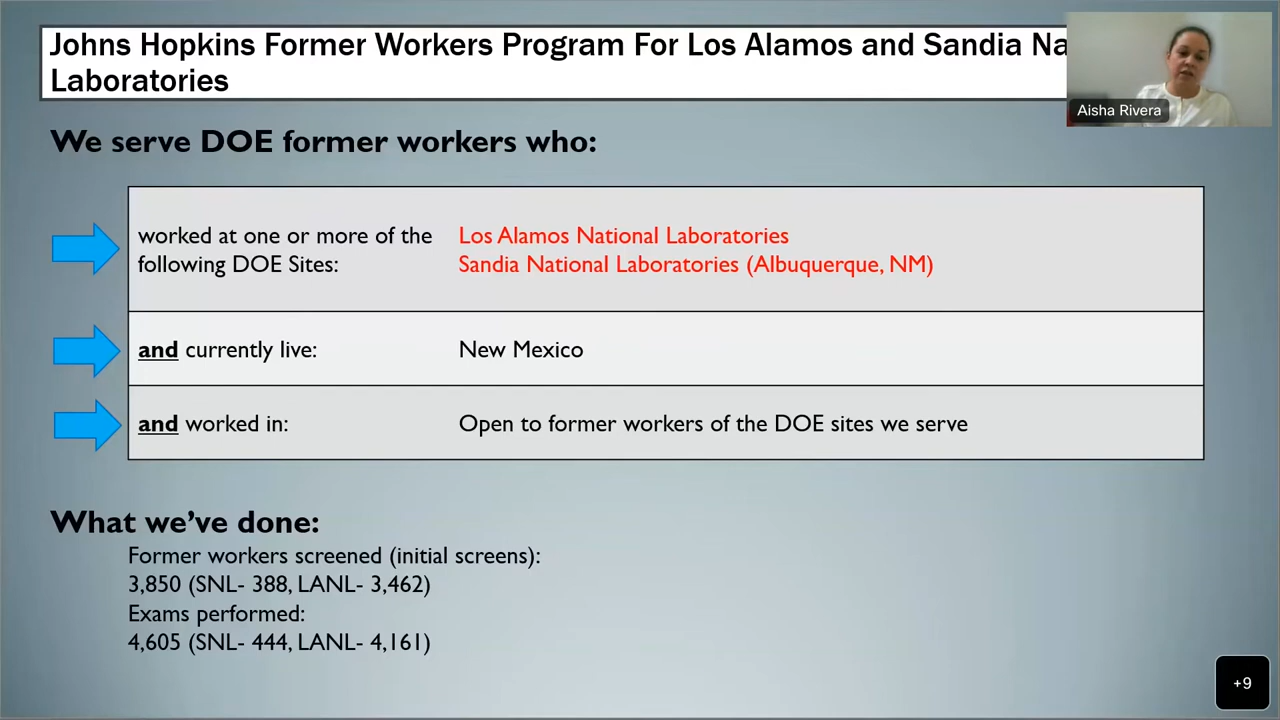 Johns Hopkins Former Workers Program For Los Alamos and Sandia Na
Laboratories
Aisha Rivera
We serve DOE former workers who:
worked at one or more of the
following DOE Sites:
Los Alamos National Laboratories
Sandia National Laboratories (Albuquerque, NM)
and currently live:
New Mexico
and worked in:
Open to former workers of the DOE sites we serve
What we’ve done:
Former workers screened (initial screens):
3,850 (SNL- 388, LANL- 3,462)
Exams performed:
4,605 (SNL- 444, LANL- 4,161)
+9